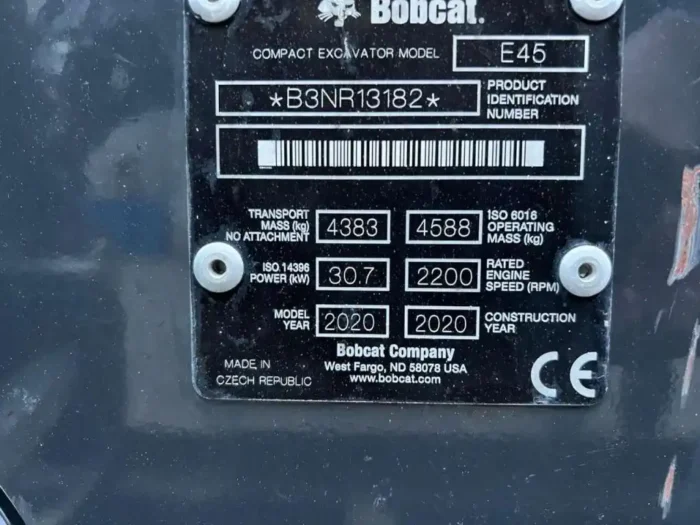 Bobcat.
COMPACT EXCAVATOR MODEL E45
*B3NR13182* PRODUCT IDENTIFICATION NUMBER
TRANSPORT MASS (kg) NO ATTACHMENT 4383 4588 ISO 6016 OPERATING MASS (kg)
ISO 14396 POWER (kW) 30.7 2200 RATED ENGINE SPEED (RPM)
MODEL YEAR 2020 2020 CONSTRUCTION YEAR
Bobcat Company
West Fargo, ND 58078 USA
www.bobcat.com
MADE IN
CZECH REPUBLIC
CE